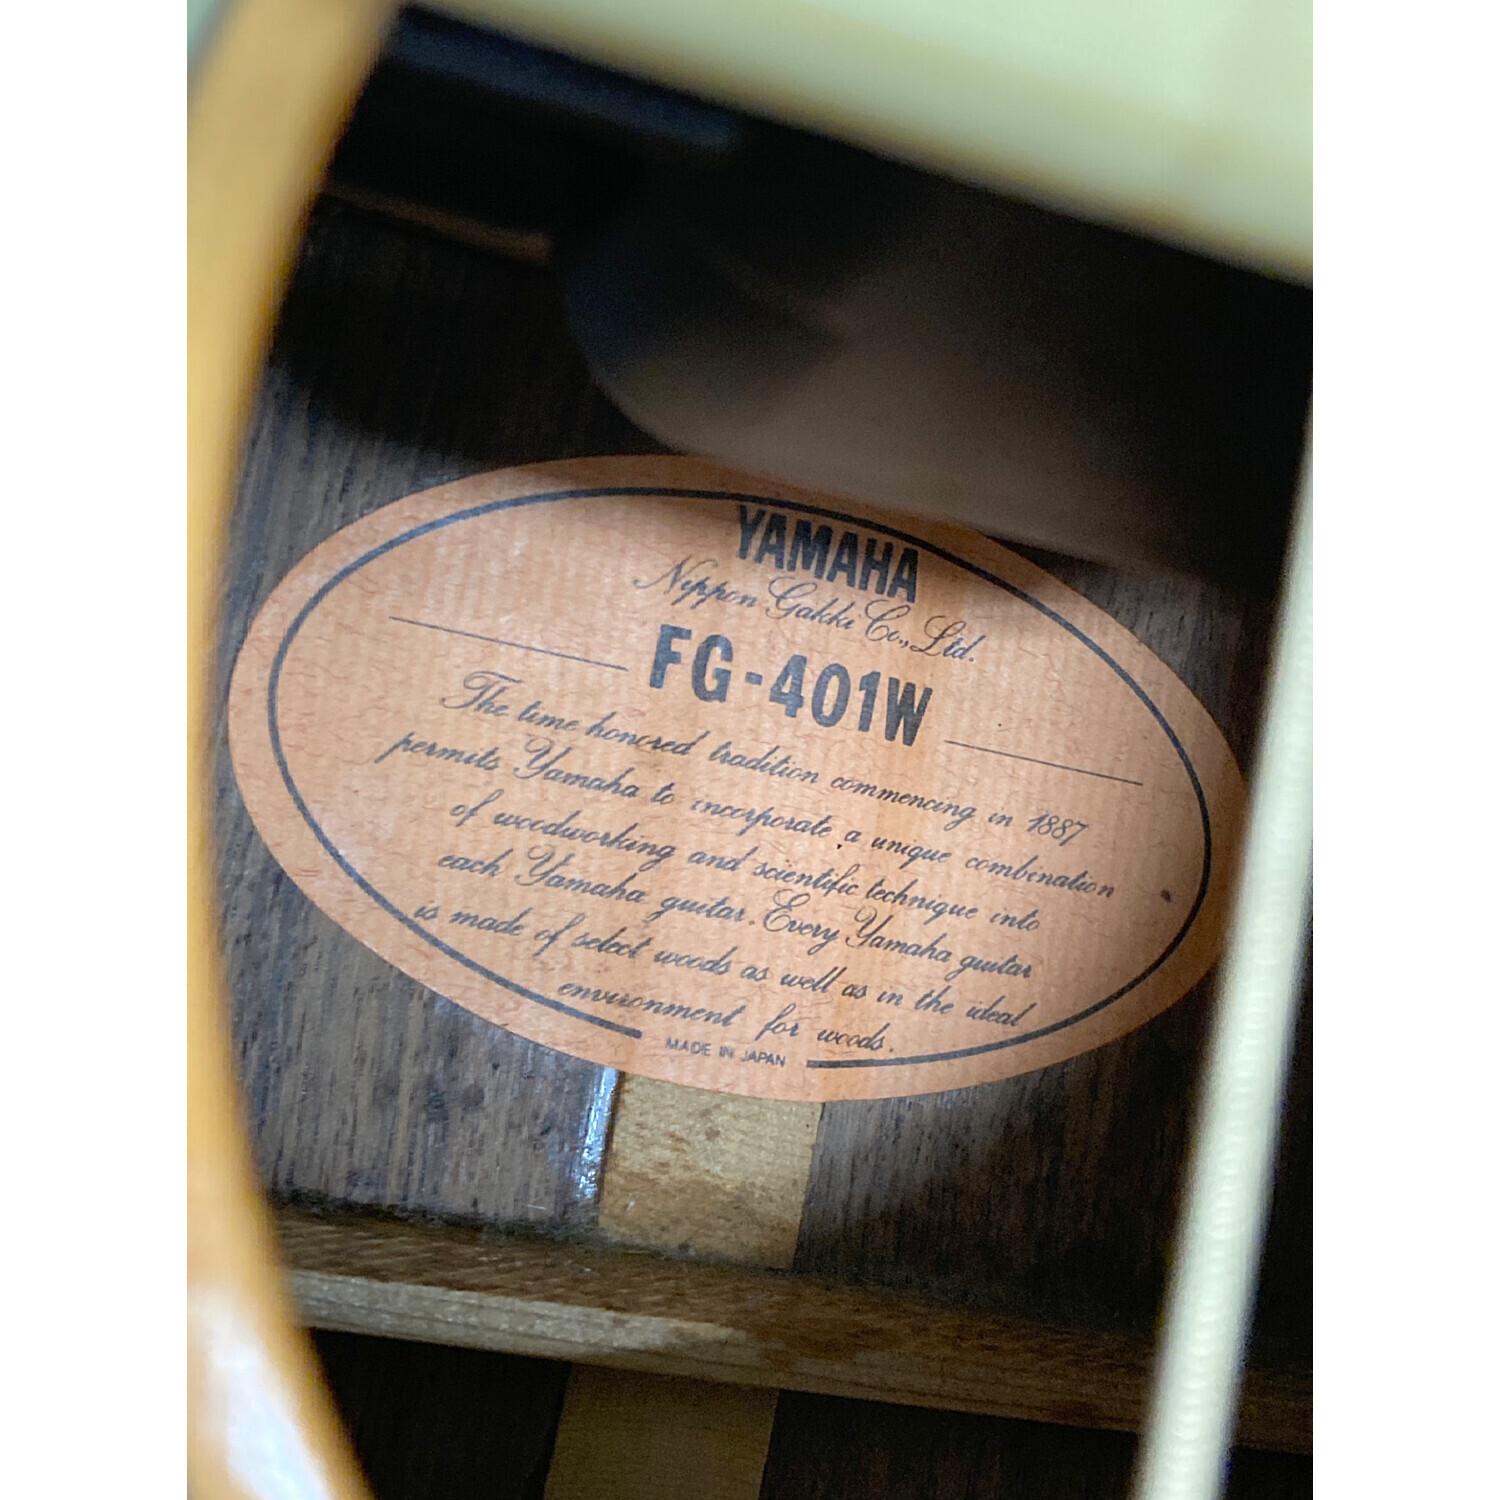 YAMAHA
Nippon Gakki Co., Ltd.
FG-401W
The time honored tradition commencing in 1887
permits Yamaha to incorporate a unique combination
of woodworking and scientific technique into
each Yamaha guitar. Every Yamaha guitar
is made of select woods as well as in the ideal
environment for woods.
MADE IN JAPAN